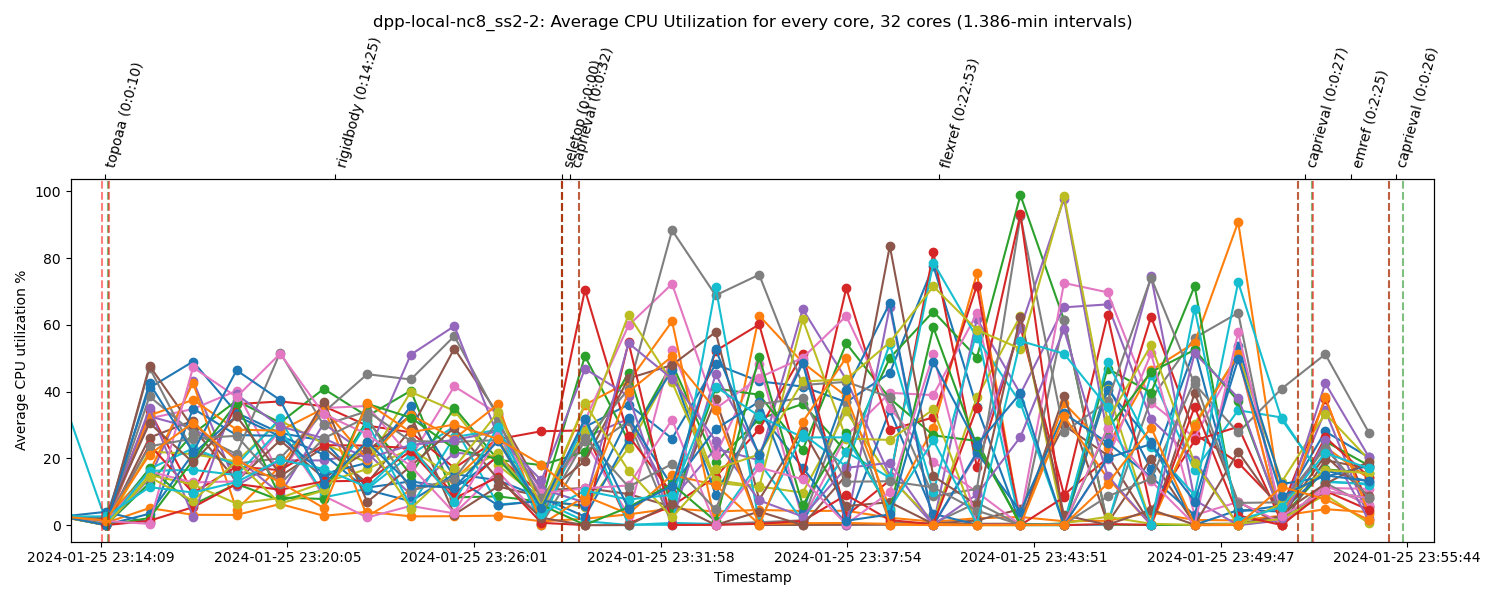 dpp-local-nc8_ss2-2: Average CPU Utilization for every core, 32 cores (1.386-min intervals)
topoaa (0:0:10)
rigidbody (0:14:25)
seletop (0:0:00)
caprieval (0:0:32)
flexref (0:22:53)
caprieval (0:0:27)
emref (0:2:25)
caprieval (0:0:26)
Average CPU utilization %
100
80
60
40
20
0
2024-01-25 23:14:09 2024-01-25 23:20:05 2024-01-25 23:26:01 2024-01-25 23:31:58 2024-01-25 23:37:54 2024-01-25 23:43:51 2024-01-25 23:49:47 2024-01-25 23:55:44
Timestamp